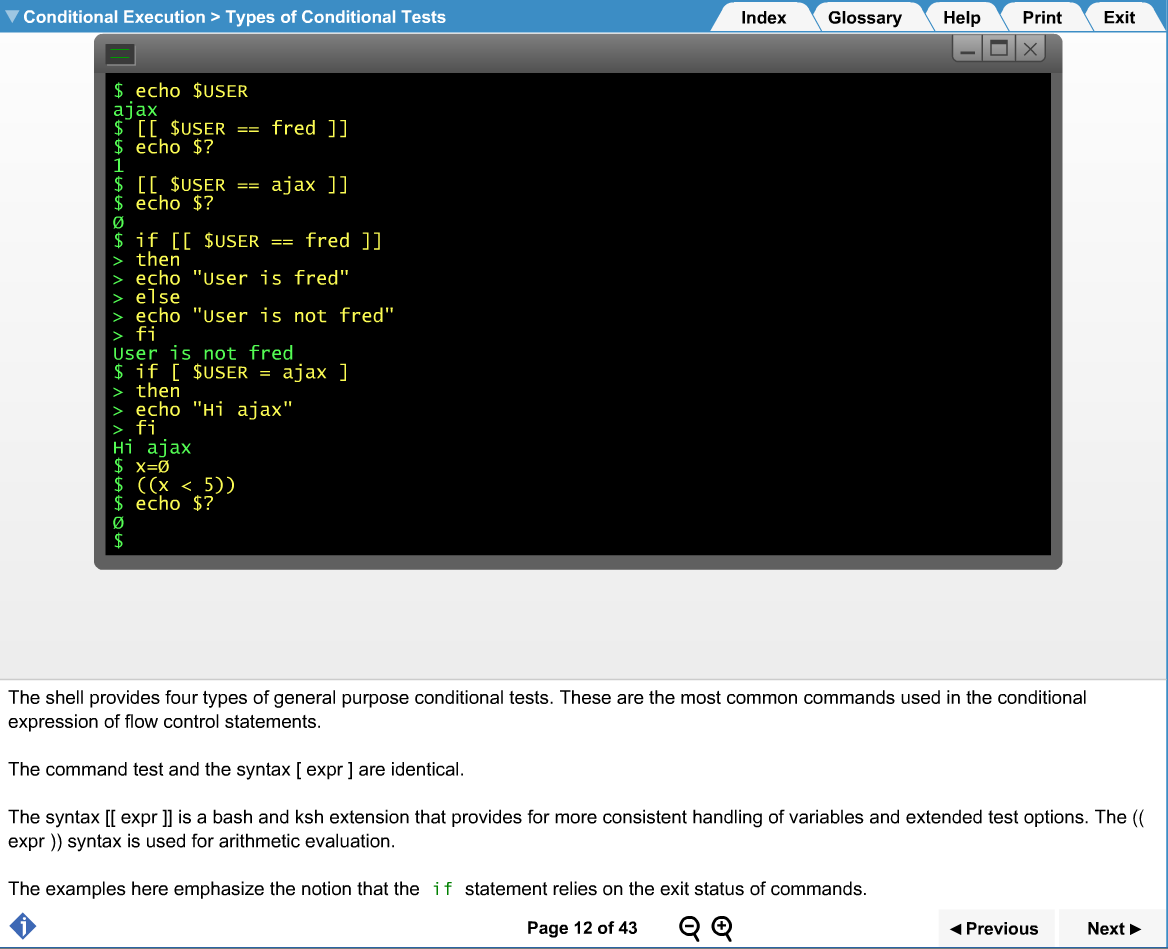 Conditional Execution > Types of Conditional Tests
Index
Glossary
Help
Print
Exit
$ echo $USER
ajax
$ [[ $USER == fred ]]
$ echo $?
1
$ [[ $USER == ajax ]]
$ echo $?
0
$ if [[ $USER == fred ]]
> then
> echo "User is fred"
> else
> echo "User is not fred"
> fi
User is not fred
$ if [ $USER = ajax ]
> then
> echo "Hi ajax"
> fi
Hi ajax
$ x=0
$ ((x < 5))
$ echo $?
0
$
The shell provides four types of general purpose conditional tests. These are the most common commands used in the conditional
expression of flow control statements.
The command test and the syntax [ expr ] are identical.
The syntax [[ expr ]] is a bash and ksh extension that provides for more consistent handling of variables and extended test options. The ((
expr )) syntax is used for arithmetic evaluation.
The examples here emphasize the notion that the if statement relies on the exit status of commands.
i
Page 12 of 43
◀ Previous
Next ▶